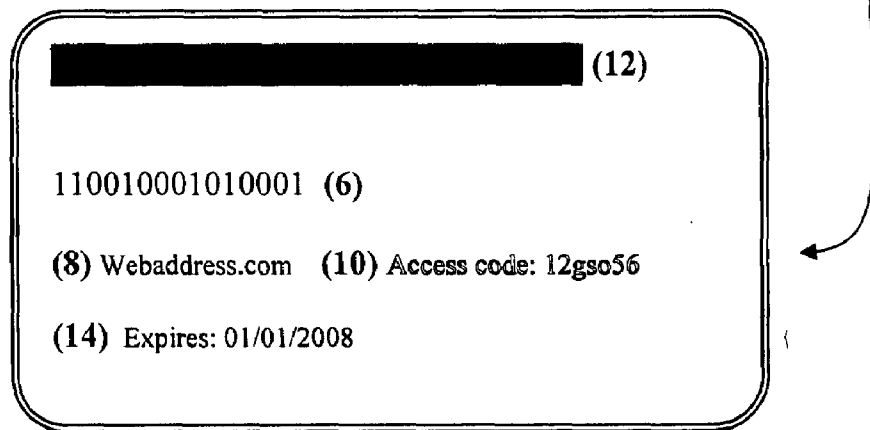 (12)
110010001010001 (6)
(8) Webaddress.com (10) Access code: 12gso56
(14) Expires: 01/01/2008